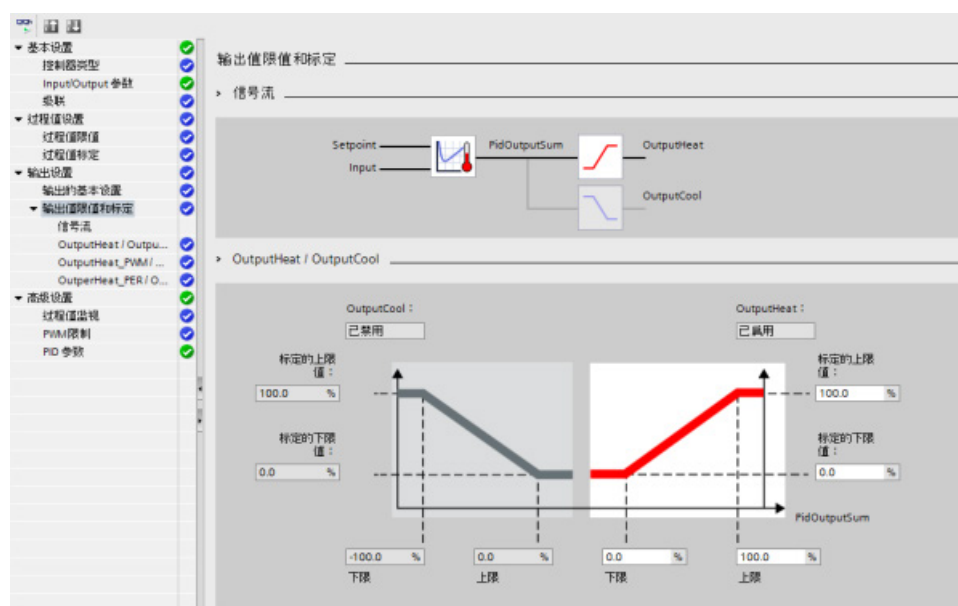 基本设置
控制器类型
Input/Output 参数
级联
过程值设置
过程值限值
过程值标定
输出设置
输出的基本设置
输出值限值和标定
信号流
OutputHeat / Outpu...
OutputHeat_PWM / ...
OutperHeat_PER / O...
高级设置
过程值监视
PWM限制
PID 参数
输出值限值和标定
信号流
Setpoint
Input
PidOutputSum
OutputHeat
OutputCool
OutputHeat / OutputCool
OutputCool：
已禁用
OutputHeat：
已启用
标定的上限
值：
100.0 %
标定的下限
值：
0.0 %
标定的上限
值：
100.0 %
标定的下限
值：
0.0 %
PidOutputSum
-100.0 %
下限
0.0 %
上限
0.0 %
下限
100.0 %
上限